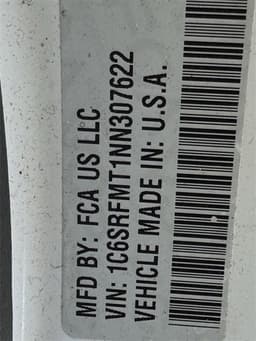 MFD BY: FCA US LLC
VIN: 1C6SRFMT1NN307622
VEHICLE MADE IN: U.S.A.